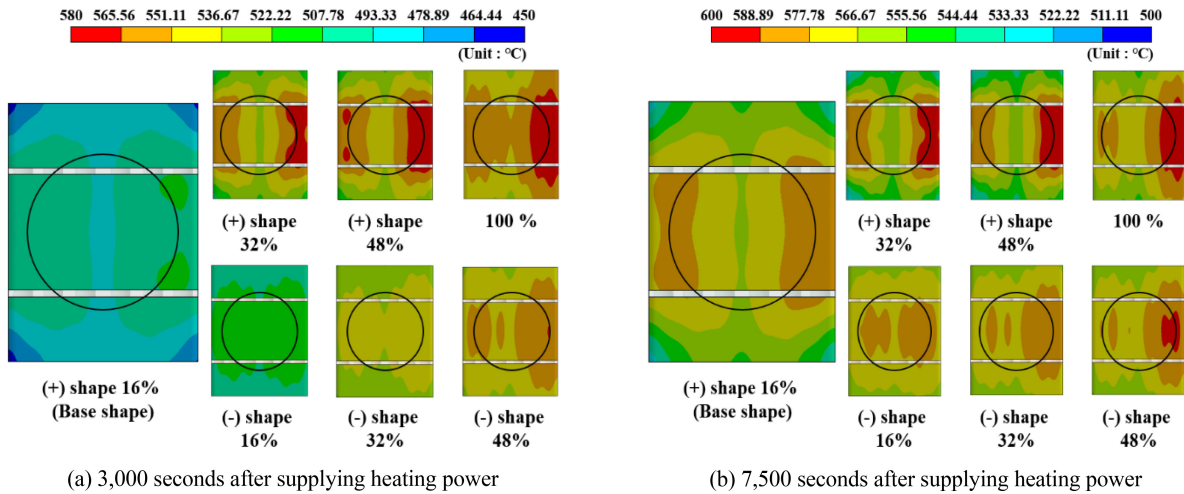 580 565.56 551.11 536.67 522.22 507.78 493.33 478.89 464.44 450
(Unit : °C)
(+) shape
32%
(+) shape
48%
100 %
(+) shape 16%
(Base shape)
(-) shape
16%
(-) shape
32%
(-) shape
48%
(a) 3,000 seconds after supplying heating power
600 588.89 577.78 566.67 555.56 544.44 533.33 522.22 511.11 500
(Unit : °C)
(+) shape
32%
(+) shape
48%
100 %
(+) shape 16%
(Base shape)
(-) shape
16%
(-) shape
32%
(-) shape
48%
(b) 7,500 seconds after supplying heating power